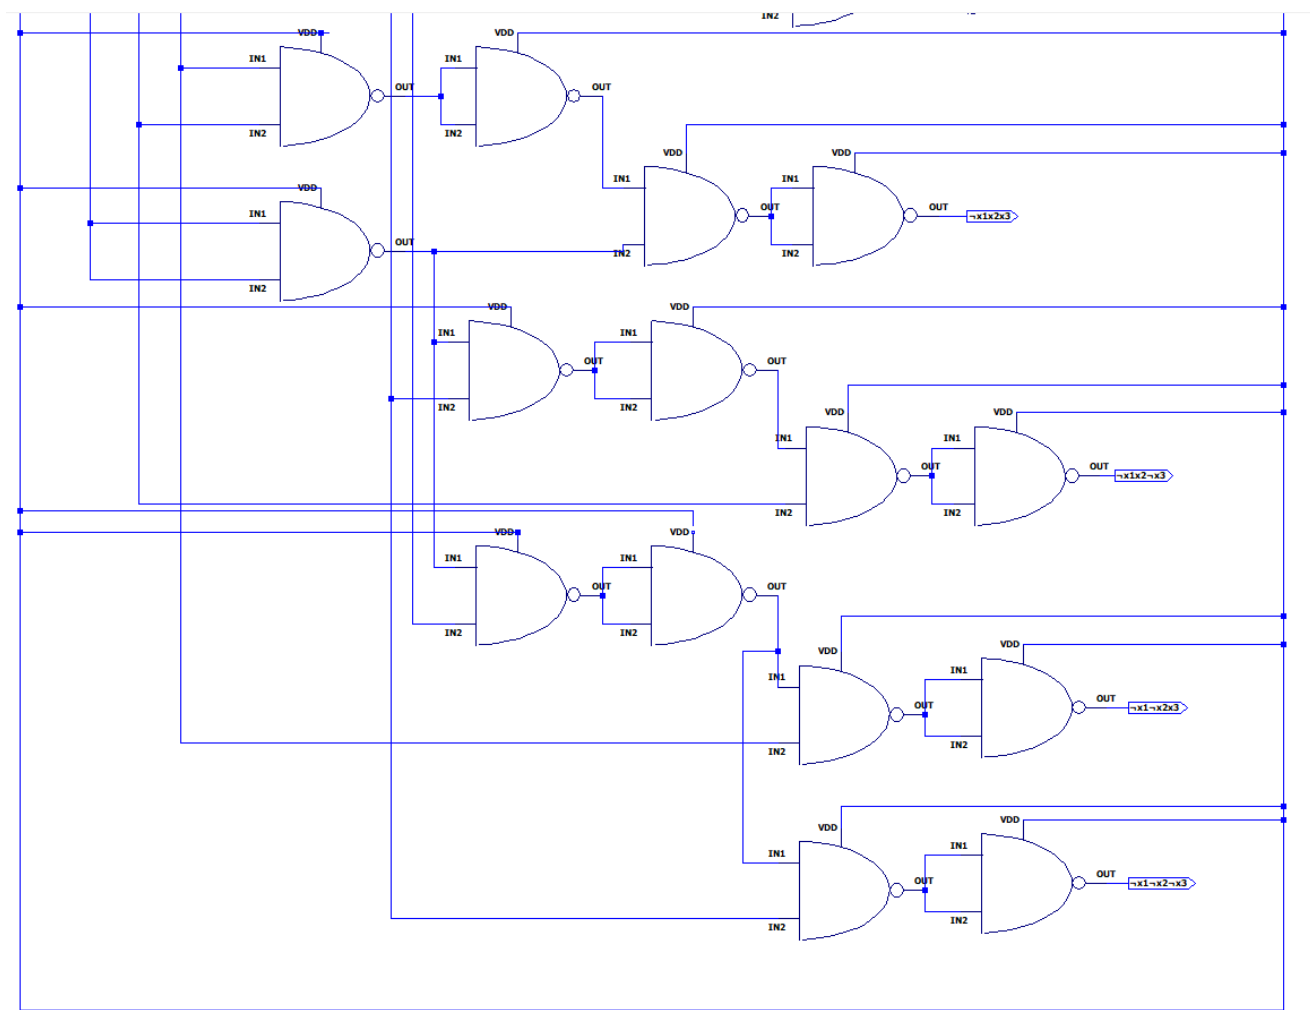 IN2
VDD VDD
IN1 OUT IN1 OUT
IN2 IN2
VDD VDD
VDD IN1 IN1
IN1 OUT OUT OUT ¬x1x2x3
IN2 IN2
IN2
VDD VDD
IN1 IN1
OUT OUT
IN2 IN2
VDD VDD
IN1 IN1
OUT OUT ¬x1x2¬x3
IN2 IN2
VDD VDD
IN1 IN1
OUT OUT
IN2 IN2
VDD VDD
IN1 IN1
OUT OUT ¬x1¬x2x3
IN2 IN2
VDD VDD
IN1 IN1
OUT OUT ¬x1¬x2¬x3
IN2 IN2